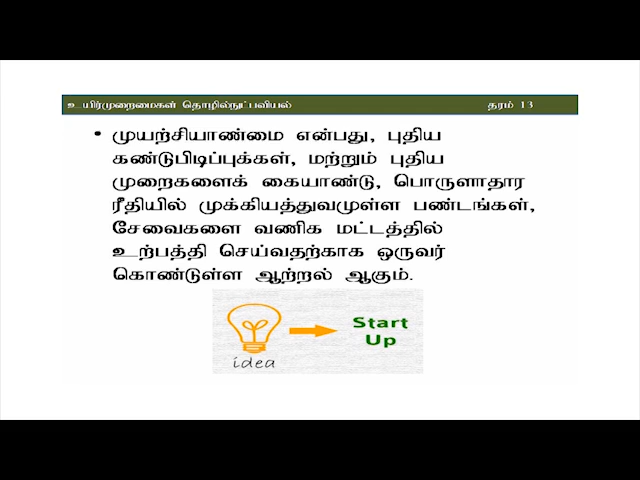 உயிர்முறைமைகள் தொழில்நுட்பவியல் தரம் 13
• முயற்சியாண்மை என்பது, புதிய
கண்டுபிடிப்புக்கள், மற்றும் புதிய
முறைகளைக் கையாண்டு, பொருளாதார
ரீதியில் முக்கியத்துவமுள்ள பண்டங்கள்,
சேவைகளை வணிக மட்டத்தில்
உற்பத்தி செய்வதற்காக ஒருவர்
கொண்டுள்ள ஆற்றல் ஆகும்.
Start
Up
idea